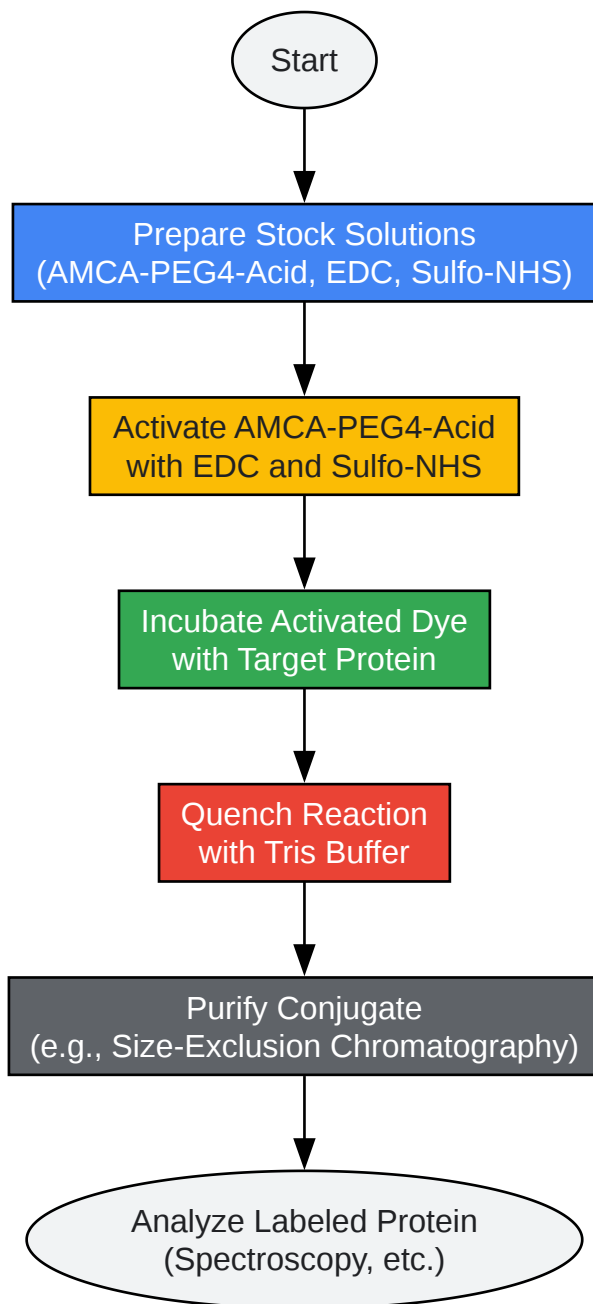 Start
Prepare Stock Solutions
(AMCA-PEG4-Acid, EDC, Sulfo-NHS)
Activate AMCA-PEG4-Acid
with EDC and Sulfo-NHS
Incubate Activated Dye
with Target Protein
Quench Reaction
with Tris Buffer
Purify Conjugate
(e.g., Size-Exclusion Chromatography)
Analyze Labeled Protein
(Spectroscopy, etc.)